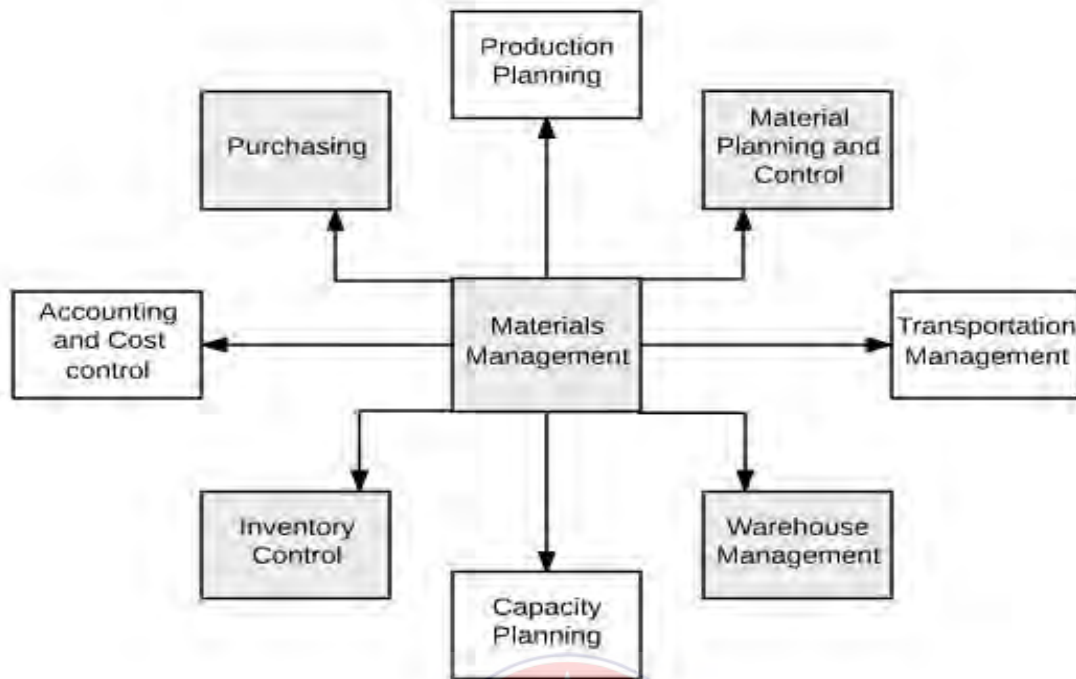 Production
Planning
Purchasing
Material
Planning and
Control
Accounting
and Cost
control
Materials
Management
Transportation
Management
Inventory
Control
Warehouse
Management
Capacity
Planning